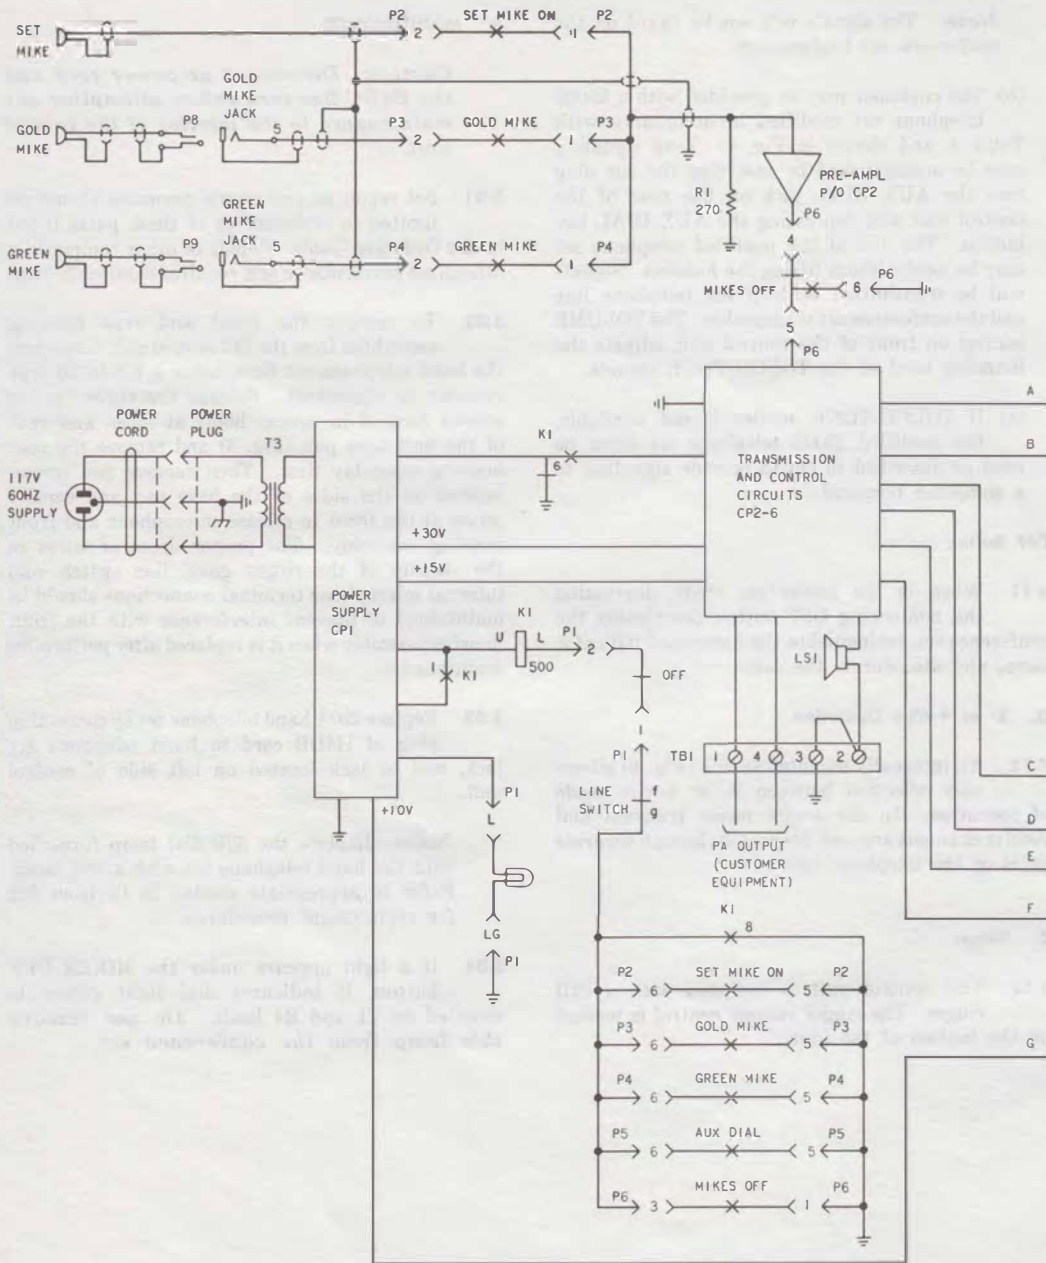 SET MIKE P2 2 SET MIKE ON 1 P2
GOLD MIKE P8 GOLD MIKE JACK 5 P3 2 GOLD MIKE 1 P3
GREEN MIKE P9 GREEN MIKE JACK 5 P4 2 GREEN MIKE 1 P4
R1 270
PRE-AMPL P/O CP2
P6
4
MIKES OFF 6 P6
5
P6
POWER CORD
POWER PLUG
T3
117V 60HZ SUPPLY
K1
6
TRANSMISSION AND CONTROL CIRCUITS CP2-6
A
B
+30V
+15V
POWER SUPPLY CP1
K1
U L
500
P1
2
1 K1
OFF
1
P1
LS1
TB1 1 4 3 2
+10V
LINE SWITCH f g
P1
L
LG
P1
PA OUTPUT (CUSTOMER EQUIPMENT)
C
D
E
F
K1
8
P2 6 SET MIKE ON 5 P2
P3 6 GOLD MIKE 5 P3
P4 6 GREEN MIKE 5 P4
P5 6 AUX DIAL 5 P5
P6 3 MIKES OFF 1 P6
G